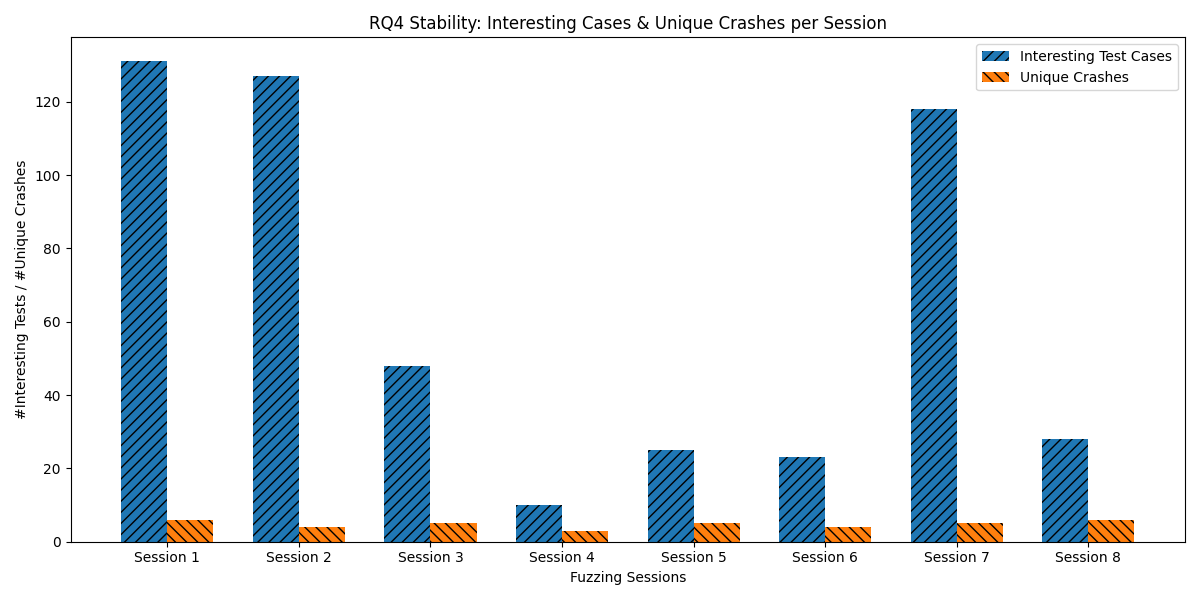 RQ4 Stability: Interesting Cases & Unique Crashes per Session
Interesting Test Cases
Unique Crashes
#Interesting Tests / #Unique Crashes
120
100
80
60
40
20
0
Session 1
Session 2
Session 3
Session 4
Session 5
Session 6
Session 7
Session 8
Fuzzing Sessions